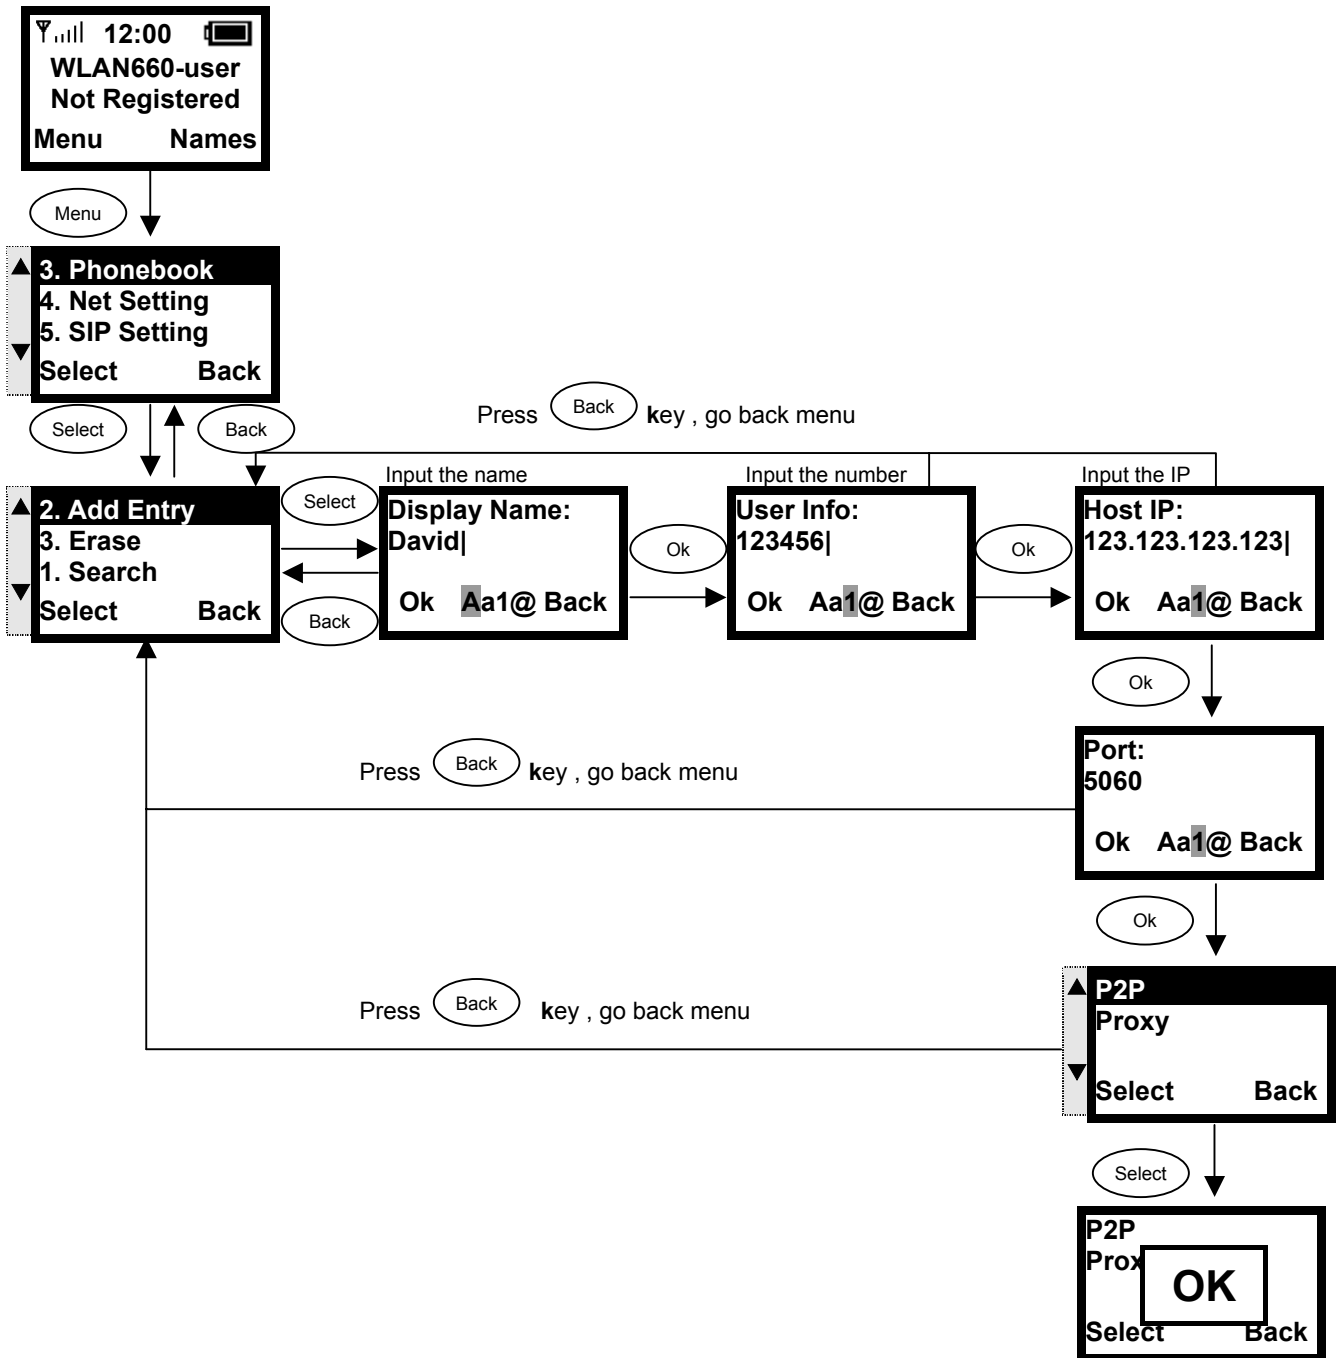 12:00
WLAN660-user
Not Registered
Menu Names
Menu
3. Phonebook
4. Net Setting
5. SIP Setting
Select Back
Select
Back
Press Back key , go back menu
2. Add Entry
3. Erase
1. Search
Select Back
Select
Back
Input the name
Display Name:
David|
Ok Aa1@ Back
Ok
Input the number
User Info:
123456|
Ok Aa1@ Back
Ok
Input the IP
Host IP:
123.123.123.123|
Ok Aa1@ Back
Ok
Press Back key , go back menu
Port:
5060
Ok Aa1@ Back
Ok
Press Back key , go back menu
P2P
Proxy
Select Back
Select
P2P
Prox
OK
Select Back